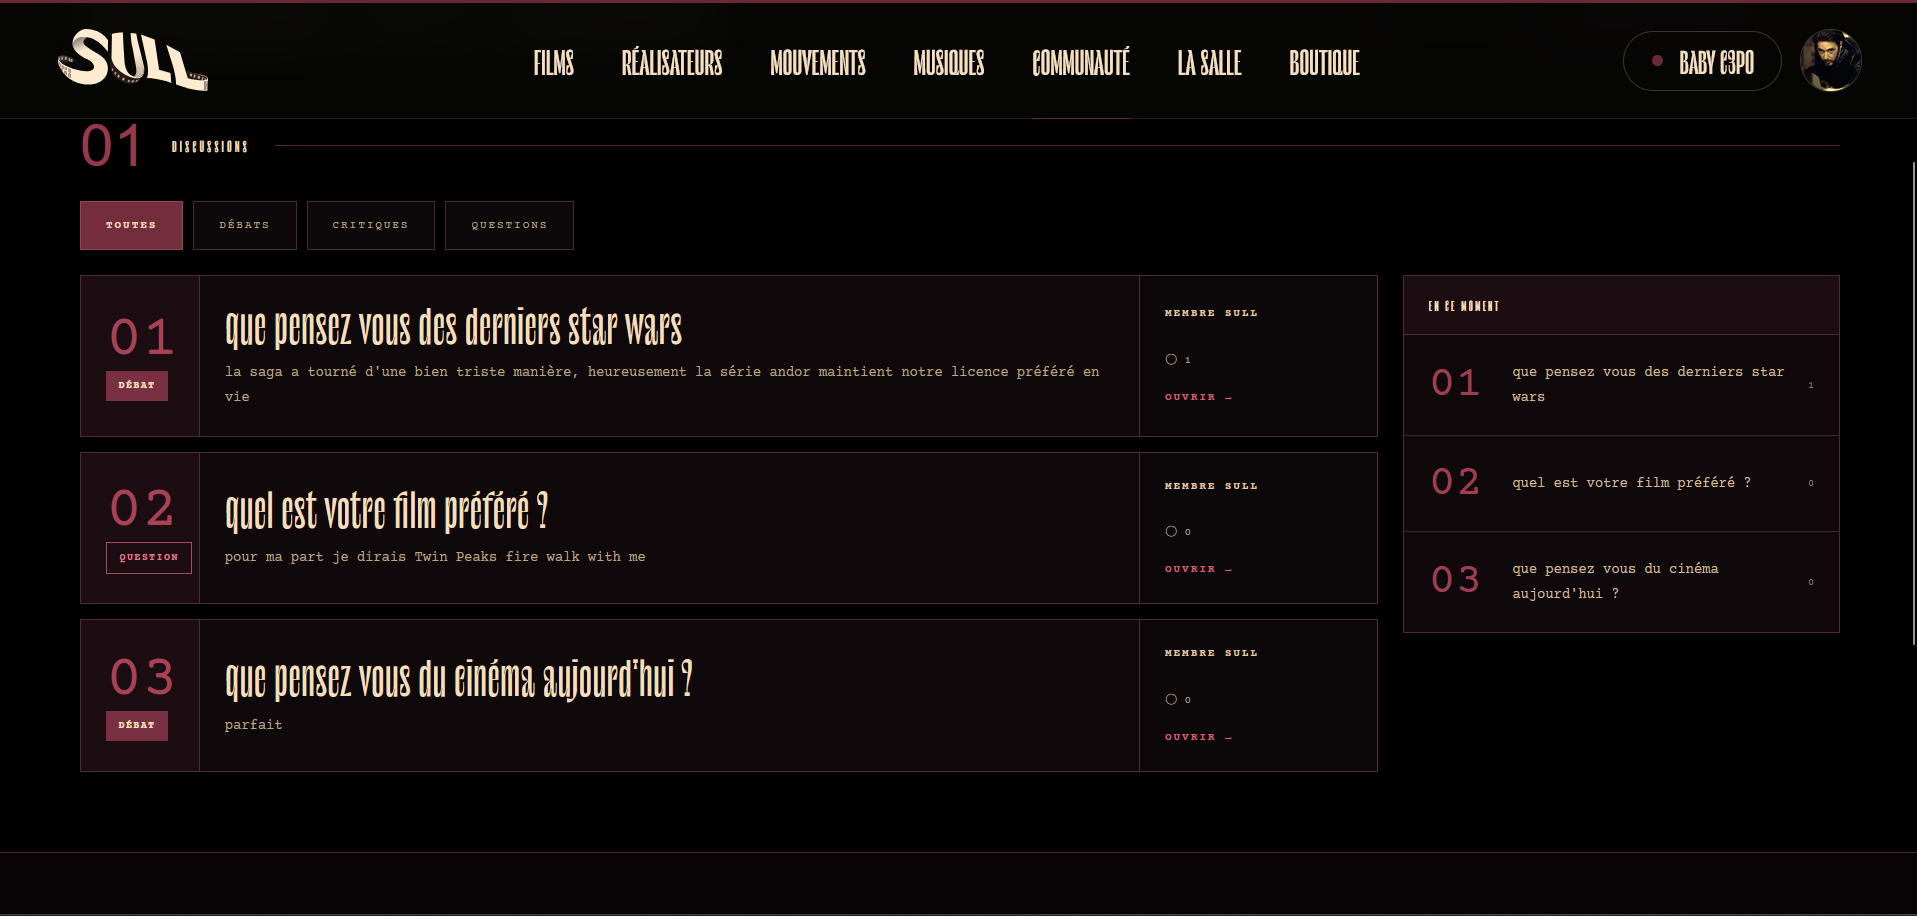 SULL
FILMS
RÉALISATEURS
MOUVEMENTS
MUSIQUES
COMMUNAUTÉ
LA SALLE
BOUTIQUE
BABY C3PO
01
DISCUSSIONS
TOUTES
DÉBATS
CRITIQUES
QUESTIONS
01
DÉBAT
que pensez vous des derniers star wars
la saga a tourné d'une bien triste manière, heureusement la série andor maintient notre licence préféré en
vie
MEMBRE SULL
1
OUVRIR →
02
QUESTION
quel est votre film préféré ?
pour ma part je dirais Twin Peaks fire walk with me
MEMBRE SULL
0
OUVRIR →
03
DÉBAT
que pensez vous du cinéma aujourd'hui ?
parfait
MEMBRE SULL
0
OUVRIR →
EN CE MOMENT
01
que pensez vous des derniers star
wars
1
02
quel est votre film préféré ?
0
03
que pensez vous du cinéma
aujourd'hui ?
0